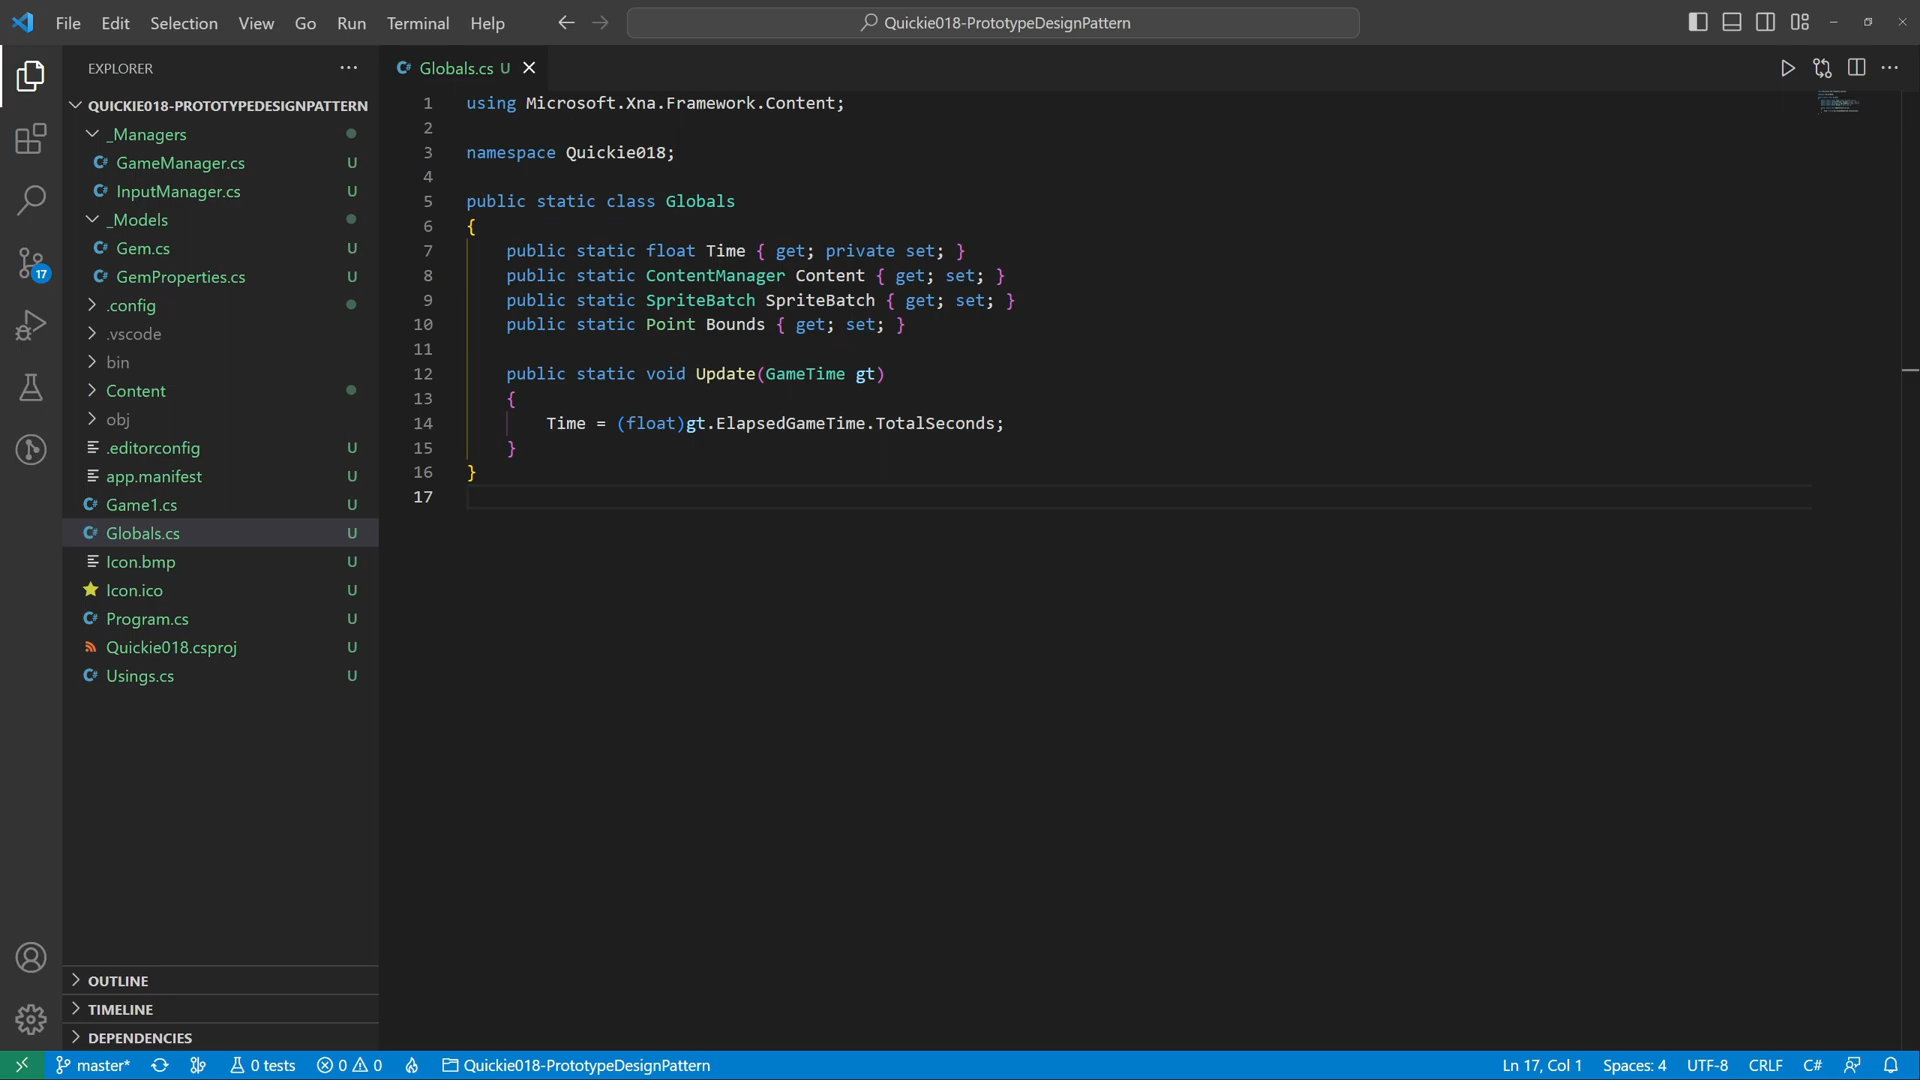 File Edit Selection View Go Run Terminal Help
Quickie018-PrototypeDesignPattern
EXPLORER
QUICKIE018-PROTOTYPEDESIGNPATTERN
_Managers
GameManager.cs U
InputManager.cs U
_Models
Gem.cs U
GemProperties.cs U
.config
.vscode
bin
Content
obj
.editorconfig U
app.manifest U
Game1.cs U
Globals.cs U
Icon.bmp U
Icon.ico U
Program.cs U
Quickie018.csproj U
Usings.cs U
OUTLINE
TIMELINE
DEPENDENCIES
17
Globals.cs U
1 using Microsoft.Xna.Framework.Content;
2
3 namespace Quickie018;
4
5 public static class Globals
6 {
7 public static float Time { get; private set; }
8 public static ContentManager Content { get; set; }
9 public static SpriteBatch SpriteBatch { get; set; }
10 public static Point Bounds { get; set; }
11
12 public static void Update(GameTime gt)
13 {
14 Time = (float)gt.ElapsedGameTime.TotalSeconds;
15 }
16 }
17
master* 0 tests 0 0 Quickie018-PrototypeDesignPattern Ln 17, Col 1 Spaces: 4 UTF-8 CRLF C#